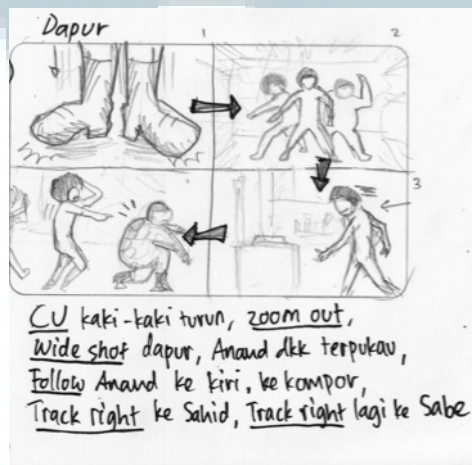 Dapur
1
2
3
CU kaki-kaki turun, zoom out,
Wide shot dapur, Anand dkk terpukau,
Follow Anand ke kiri, ke kompor,
Track right ke Sahid, Track right lagi ke Sabe